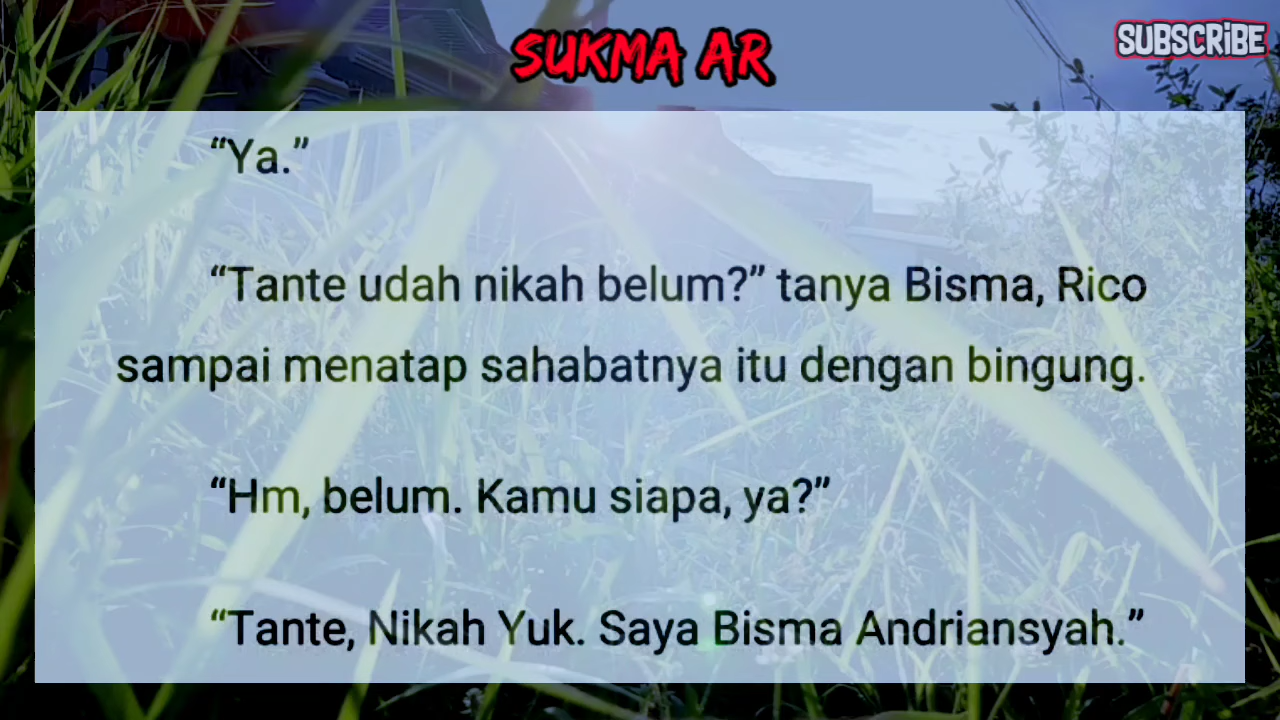 SUKMA AR
SUBSCRiBE
“Ya.”
“Tante udah nikah belum?” tanya Bisma, Rico
sampai menatap sahabatnya itu dengan bingung.
“Hm, belum. Kamu siapa, ya?”
“Tante, Nikah Yuk. Saya Bisma Andriansyah.”